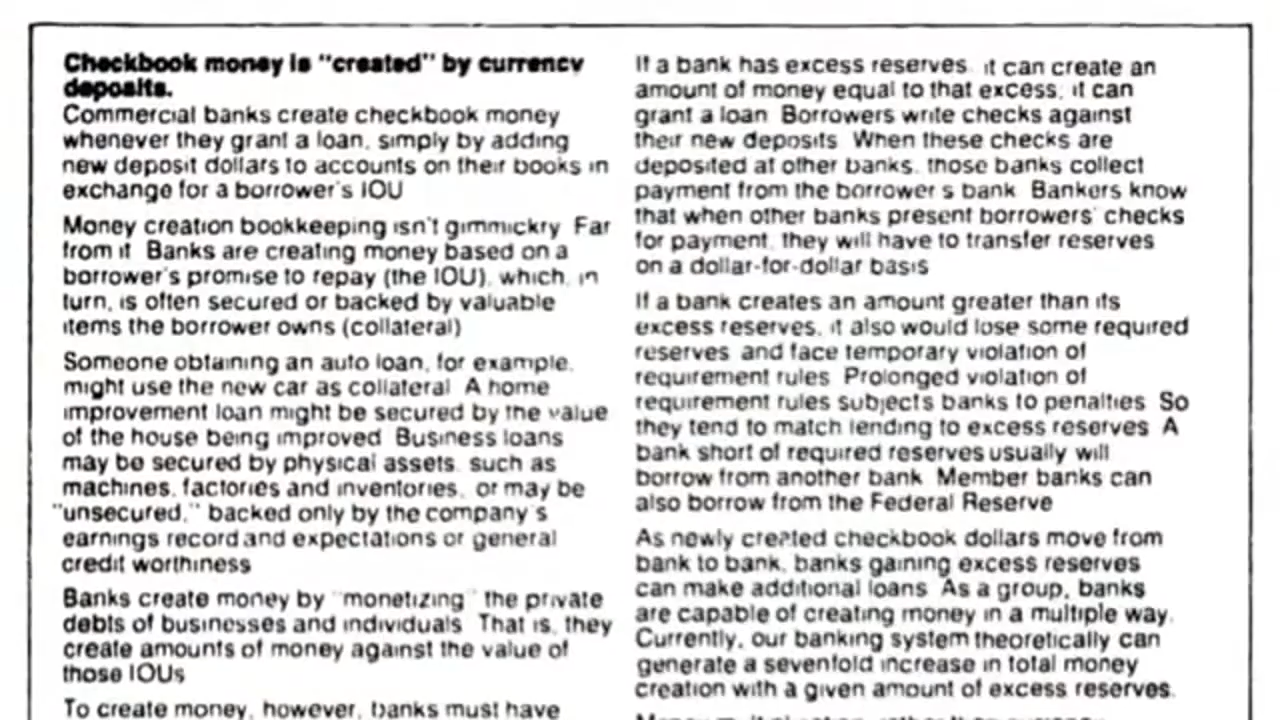 Checkbook money is "created" by currency
deposits.
Commercial banks create checkbook money
whenever they grant a loan, simply by adding
new deposit dollars to accounts on their books in
exchange for a borrower's IOU
Money creation bookkeeping isn't gimmickry Far
from it Banks are creating money based on a
borrower's promise to repay (the IOU), which, in
turn, is often secured or backed by valuable
items the borrower owns (collateral)
Someone obtaining an auto loan, for example,
might use the new car as collateral A home
improvement loan might be secured by the value
of the house being improved Business loans
may be secured by physical assets, such as
machines, factories and inventories, or may be
"unsecured," backed only by the company's
earnings record and expectations or general
credit worthiness
Banks create money by "monetizing" the private
debts of businesses and individuals That is, they
create amounts of money against the value of
those IOUs
To create money, however, banks must have
If a bank has excess reserves, it can create an
amount of money equal to that excess; it can
grant a loan Borrowers write checks against
their new deposits When these checks are
deposited at other banks, those banks collect
payment from the borrower's bank Bankers know
that when other banks present borrowers' checks
for payment, they will have to transfer reserves
on a dollar-for-dollar basis
If a bank creates an amount greater than its
excess reserves, it also would lose some required
reserves and face temporary violation of
requirement rules Prolonged violation of
requirement rules subjects banks to penalties So
they tend to match lending to excess reserves A
bank short of required reserves usually will
borrow from another bank Member banks can
also borrow from the Federal Reserve
As newly created checkbook dollars move from
bank to bank, banks gaining excess reserves
can make additional loans As a group, banks
are capable of creating money in a multiple way.
Currently, our banking system theoretically can
generate a sevenfold increase in total money
creation with a given amount of excess reserves.